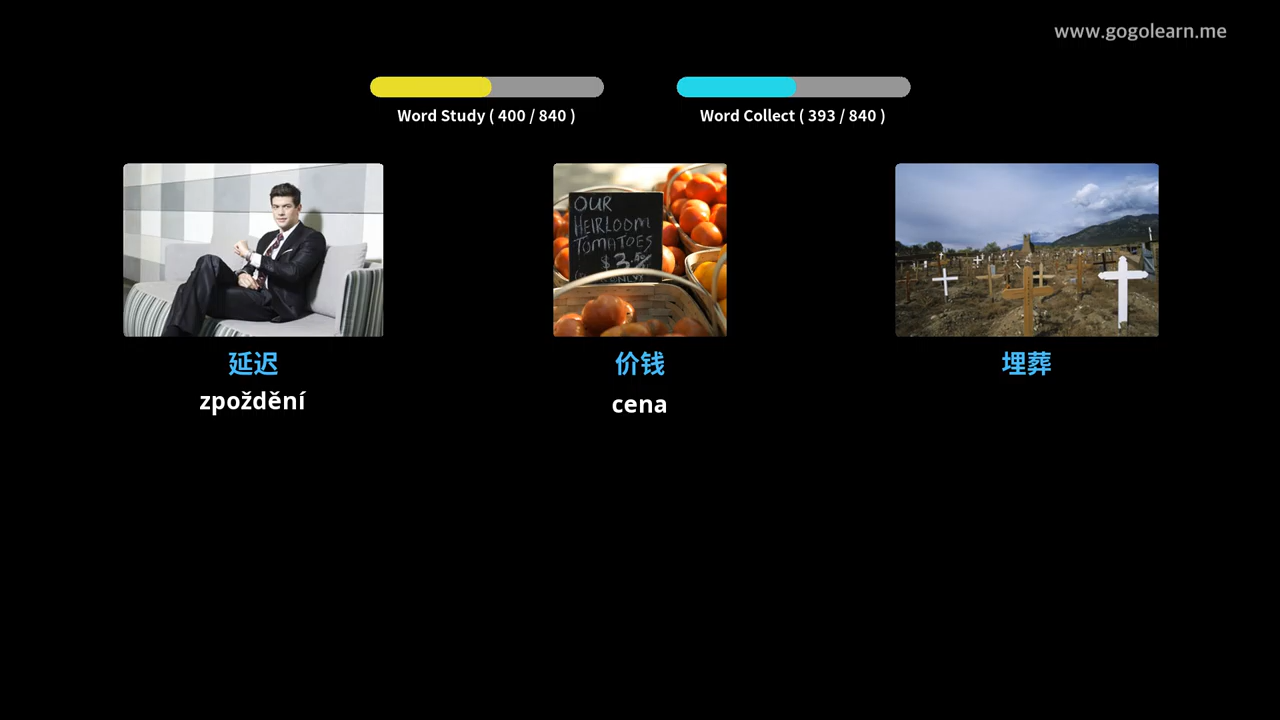 www.gogolearn.me
Word Study ( 400 / 840 )
Word Collect ( 393 / 840 )
OUR
HEIRLOOM
TOMATOES
延迟
价钱
埋葬
zpoždění
cena